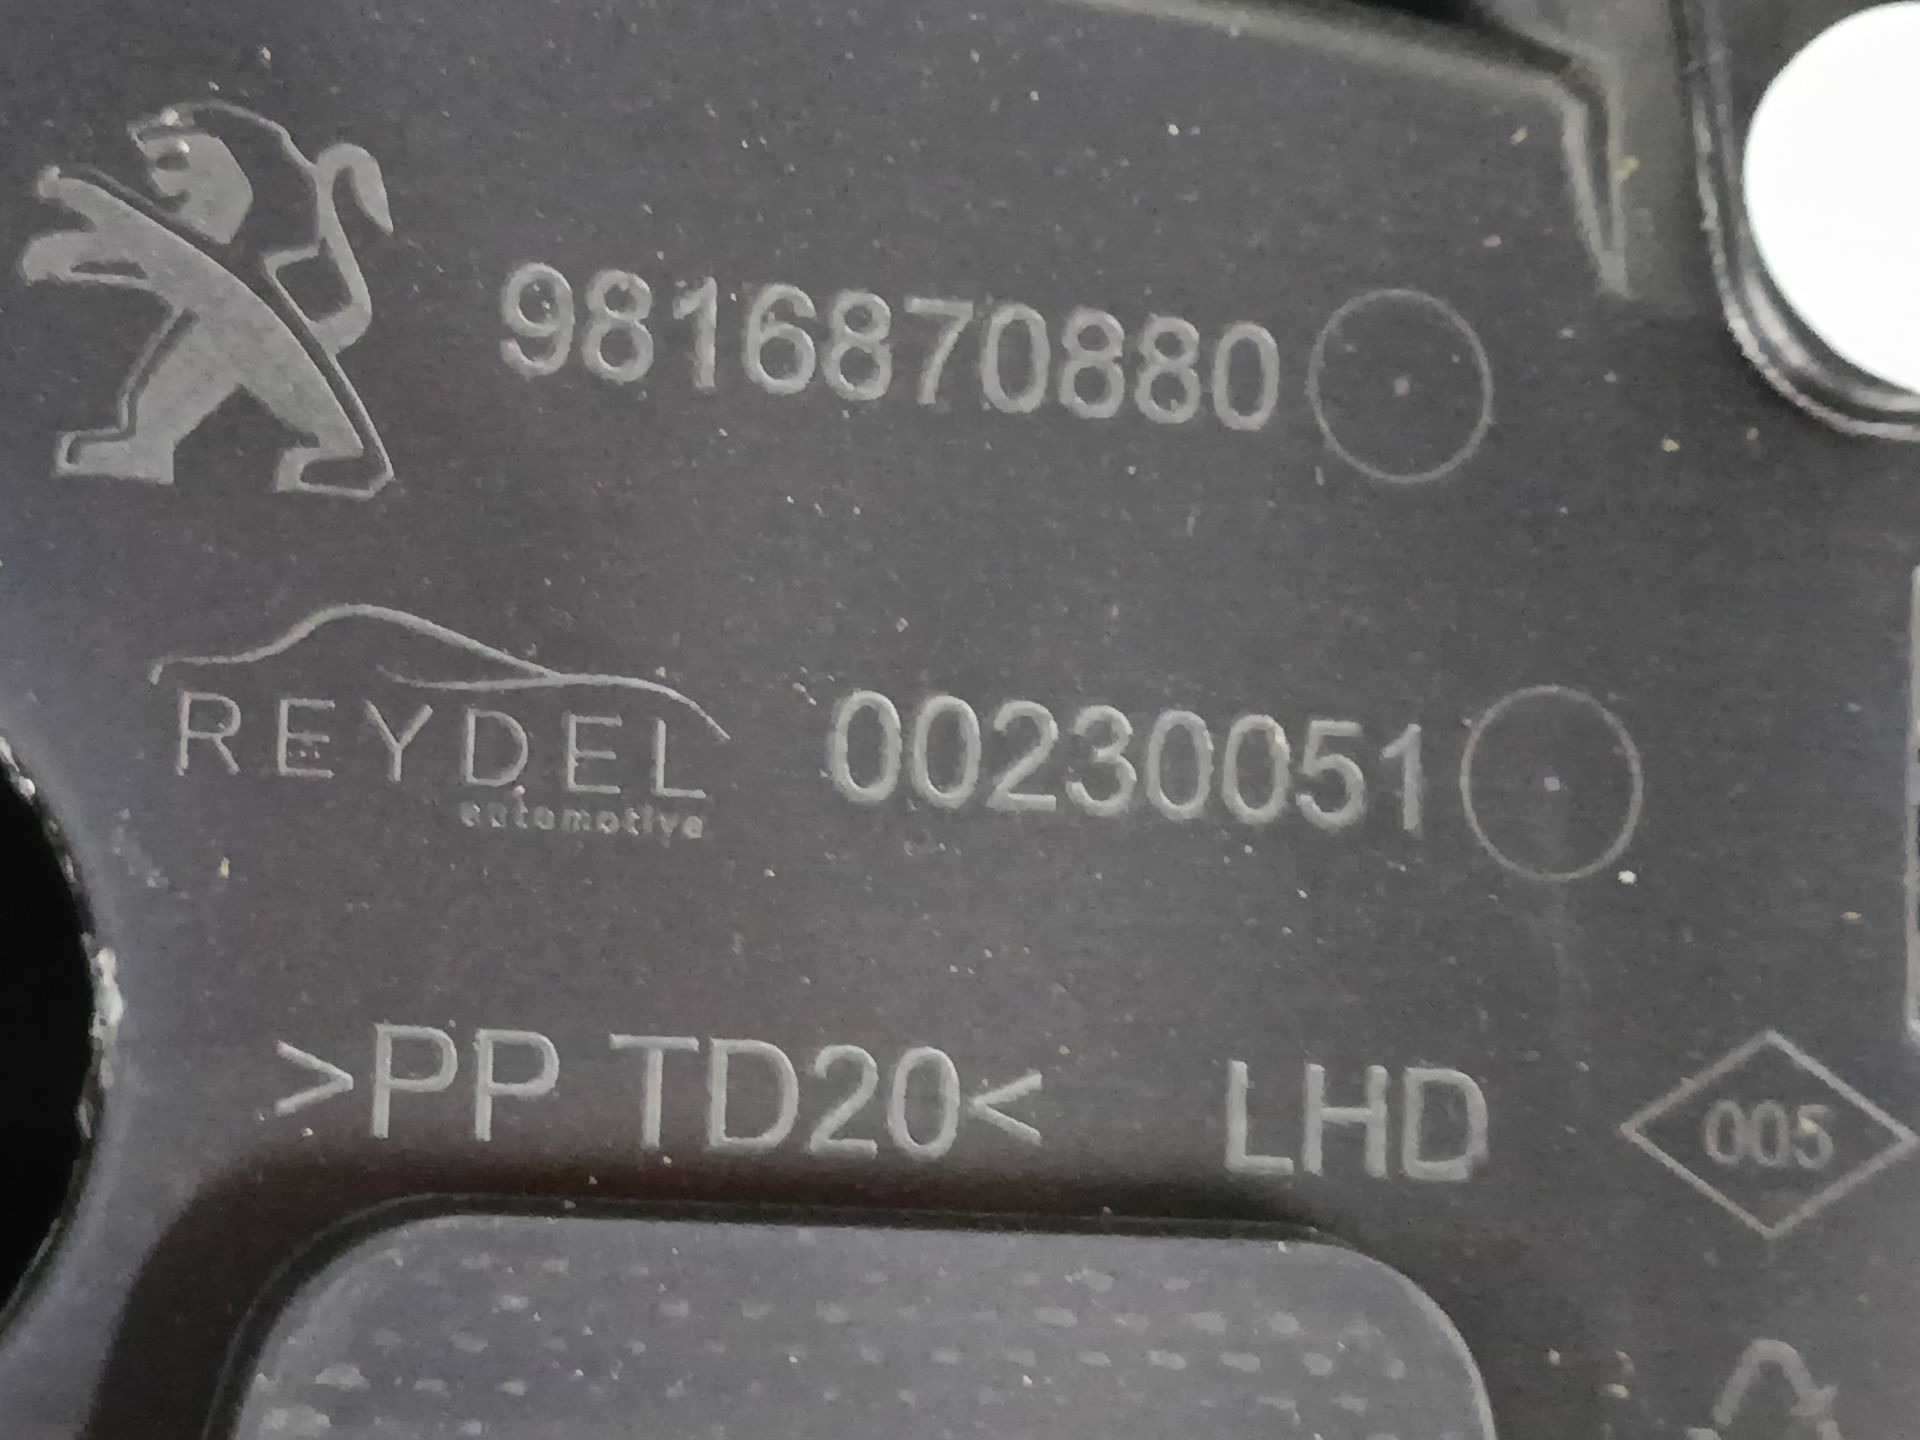 9816870880
REYDEL 00230051
automotive
>PP TD20< LHD 005